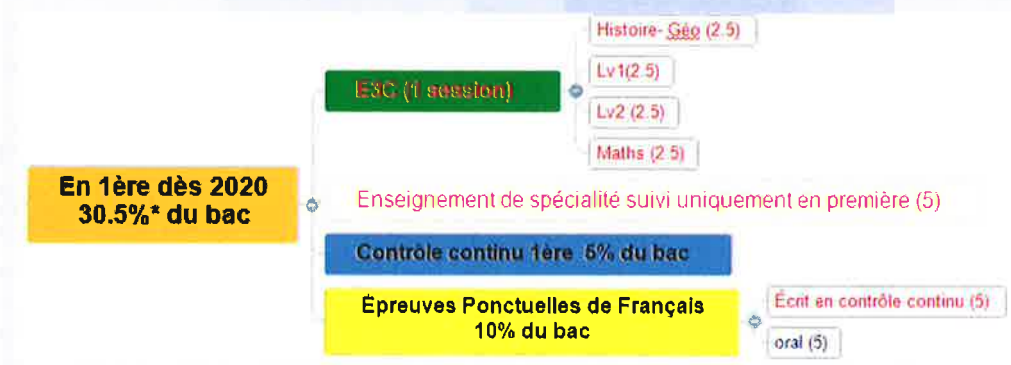 En 1ère dès 2020
30.5%* du bac
E3C (1 session)
Histoire- Géo (2.5)
Lv1(2.5)
Lv2 (2.5)
Maths (2.5)
Enseignement de spécialité suivi uniquement en première (5)
Contrôle continu 1ère 5% du bac
Épreuves Ponctuelles de Français
10% du bac
Écrit en contrôle continu (5)
oral (5)